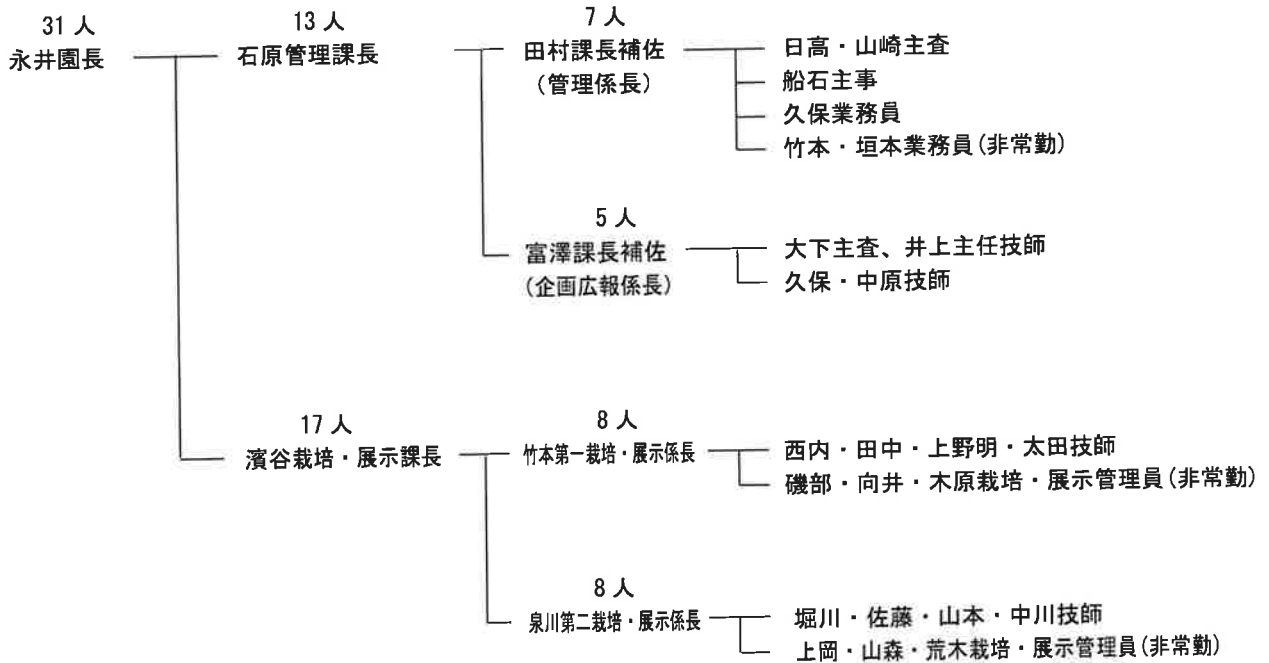 31 人
永井園長
13 人
石原管理課長
7 人
田村課長補佐
(管理係長)
日高・山崎主査
船石主事
久保業務員
竹本・垣本業務員(非常勤)
5 人
富澤課長補佐
(企画広報係長)
大下主査、井上主任技師
久保・中原技師
17 人
濱谷栽培・展示課長
8 人
竹本第一栽培・展示係長
西内・田中・上野明・太田技師
磯部・向井・木原栽培・展示管理員(非常勤)
8 人
泉川第二栽培・展示係長
堀川・佐藤・山本・中川技師
上岡・山森・荒木栽培・展示管理員(非常勤)